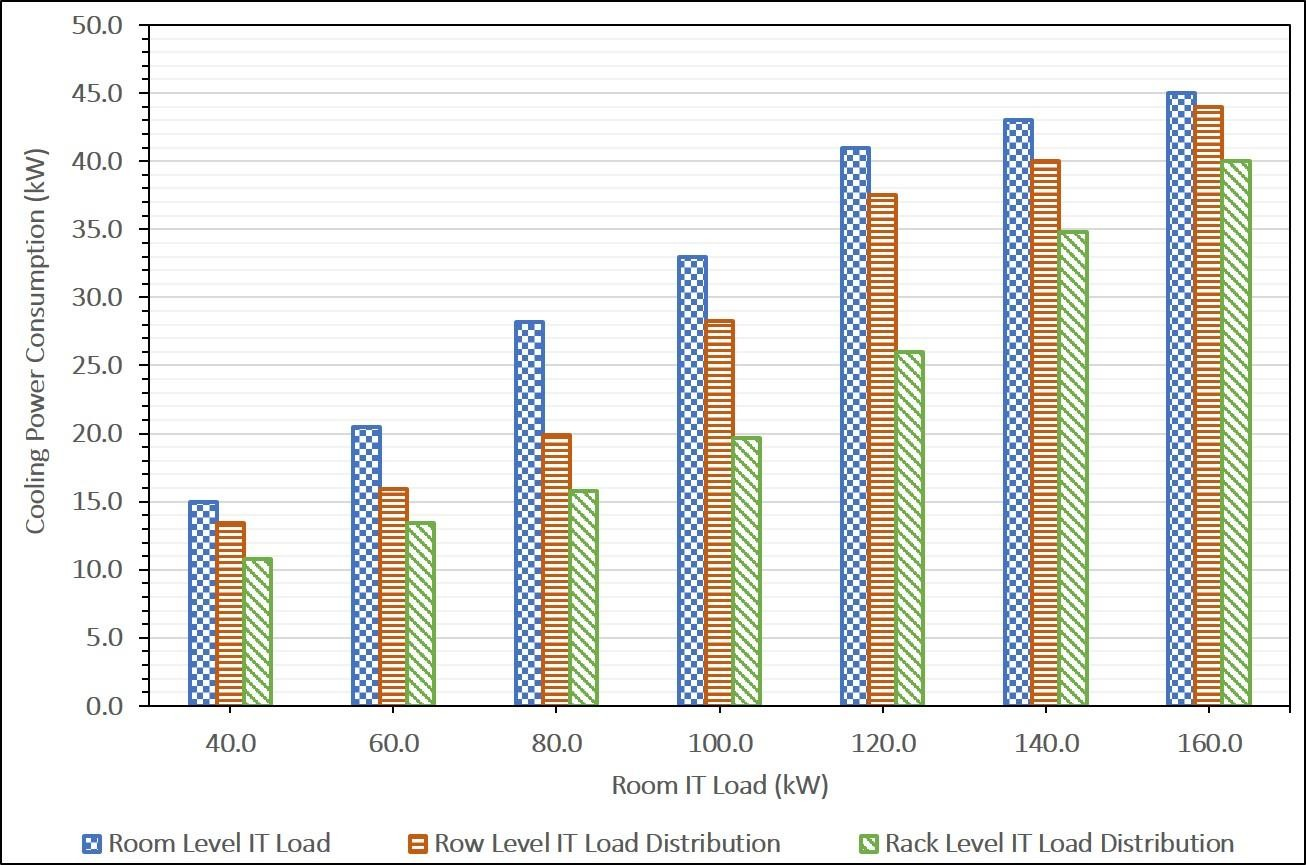 50.0
45.0
40.0
35.0
30.0
25.0
20.0
15.0
10.0
5.0
0.0
Cooling Power Consumption (kW)
40.0 60.0 80.0 100.0 120.0 140.0 160.0
Room IT Load (kW)
Room Level IT Load Row Level IT Load Distribution Rack Level IT Load Distribution